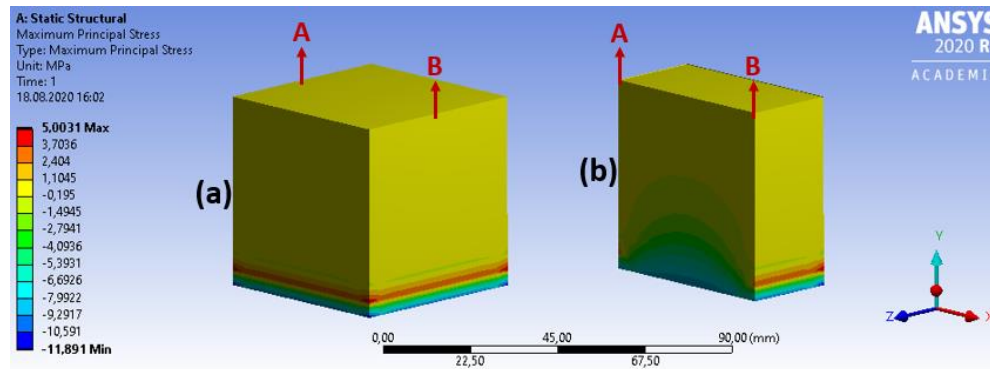 A: Static Structural
Maximum Principal Stress
Type: Maximum Principal Stress
Unit: MPa
Time: 1
18.08.2020 16:02
5,0031 Max
3,7036
2,404
1,1045
-0,195
-1,4945
-2,7941
-4,0936
-5,3931
-6,6926
-7,9922
-9,2917
-10,591
-11,891 Min
A
B
(a)
A
B
(b)
ANSYS
2020 R
ACADEMI
Y
Z
X
0,00
45,00
90,00 (mm)
22,50
67,50